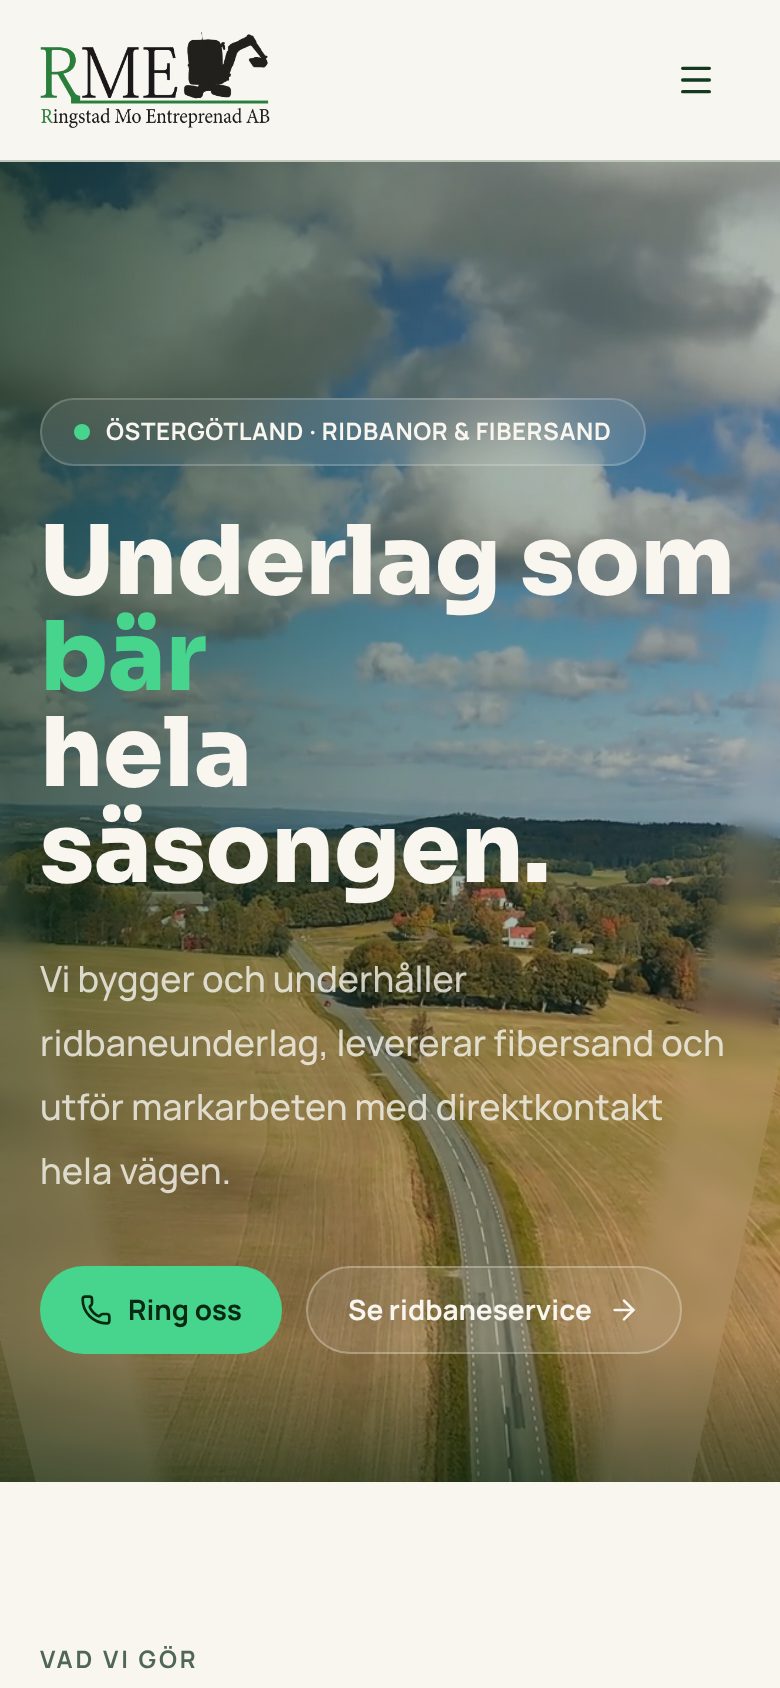 RME
Ringstad Mo Entreprenad AB
ÖSTERGÖTLAND · RIDBANOR & FIBERSAND
Underlag som
bär
hela
säsongen.
Vi bygger och underhåller
ridbaneunderlag, levererar fibersand och
utför markarbeten med direktkontakt
hela vägen.
Ring oss
Se ridbaneservice →
VAD VI GÖR